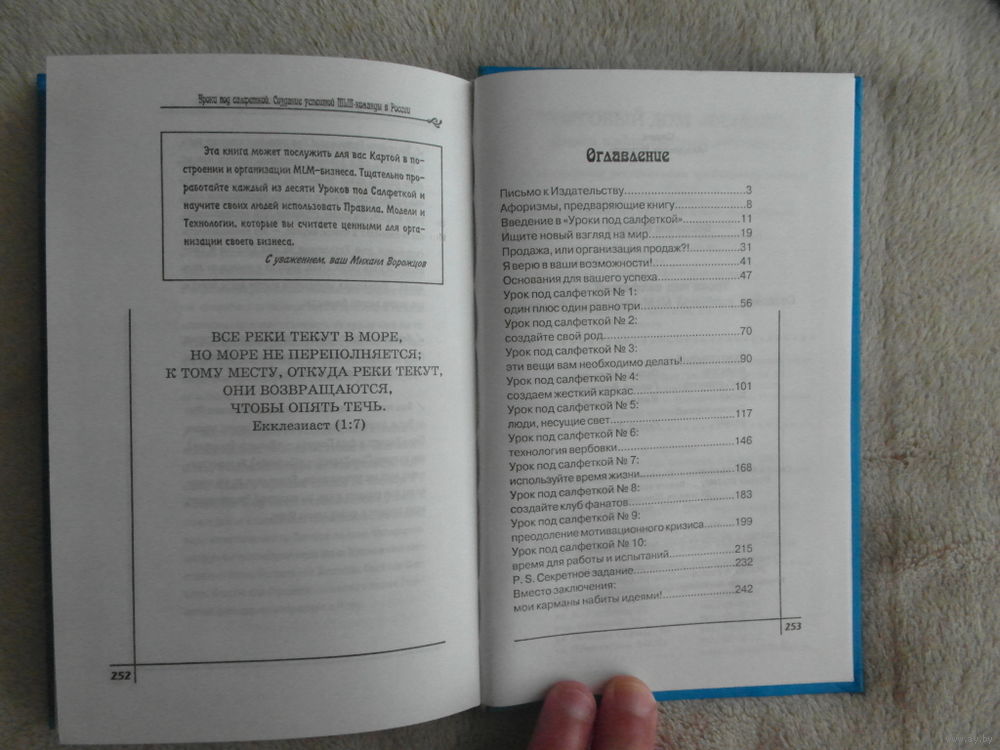 Уроки под салфеткой. Создание успешной МЛМ-команды в России
Эта книга может послужить для вас Картой в по-
строении и организации MLM-бизнеса. Тщательно про-
работайте каждый из десяти Уроков под Салфеткой и
научите своих людей использовать Правила, Модели и
Технологии, которые вы считаете ценными для орга-
низации своего бизнеса.
С уважением, ваш Михаил Ворожцов
ВСЕ РЕКИ ТЕКУТ В МОРЕ,
НО МОРЕ НЕ ПЕРЕПОЛНЯЕТСЯ;
К ТОМУ МЕСТУ, ОТКУДА РЕКИ ТЕКУТ,
ОНИ ВОЗВРАЩАЮТСЯ,
ЧТОБЫ ОПЯТЬ ТЕЧЬ.
Екклезиаст (1:7)
252
Оглавление
Письмо к Издательству..............................3
Афоризмы, предваряющие книгу..................8
Введение в «Уроки под салфеткой»..............11
Ищите новый взгляд на мир........................19
Продажа, или организация продаж?!............31
Я верю в ваши возможности!......................41
Основания для вашего успеха.....................47
Урок под салфеткой № 1:
один плюс один равно три.........................56
Урок под салфеткой № 2:
создайте свой род...................................70
Урок под салфеткой № 3:
эти вещи вам необходимо делать!...............90
Урок под салфеткой № 4:
создаем жесткий каркас...........................101
Урок под салфеткой № 5:
люди, несущие свет.................................117
Урок под салфеткой № 6:
технология вербовки...............................146
Урок под салфеткой № 7:
используйте время жизни.........................168
Урок под салфеткой № 8:
создайте клуб фанатов.............................183
Урок под салфеткой № 9:
преодоление мотивационного кризиса.........199
Урок под салфеткой № 10:
время для работы и испытаний...................215
P. S. Секретное задание............................232
Вместо заключения:
мои карманы набиты идеями!....................242
253
www.ay.by